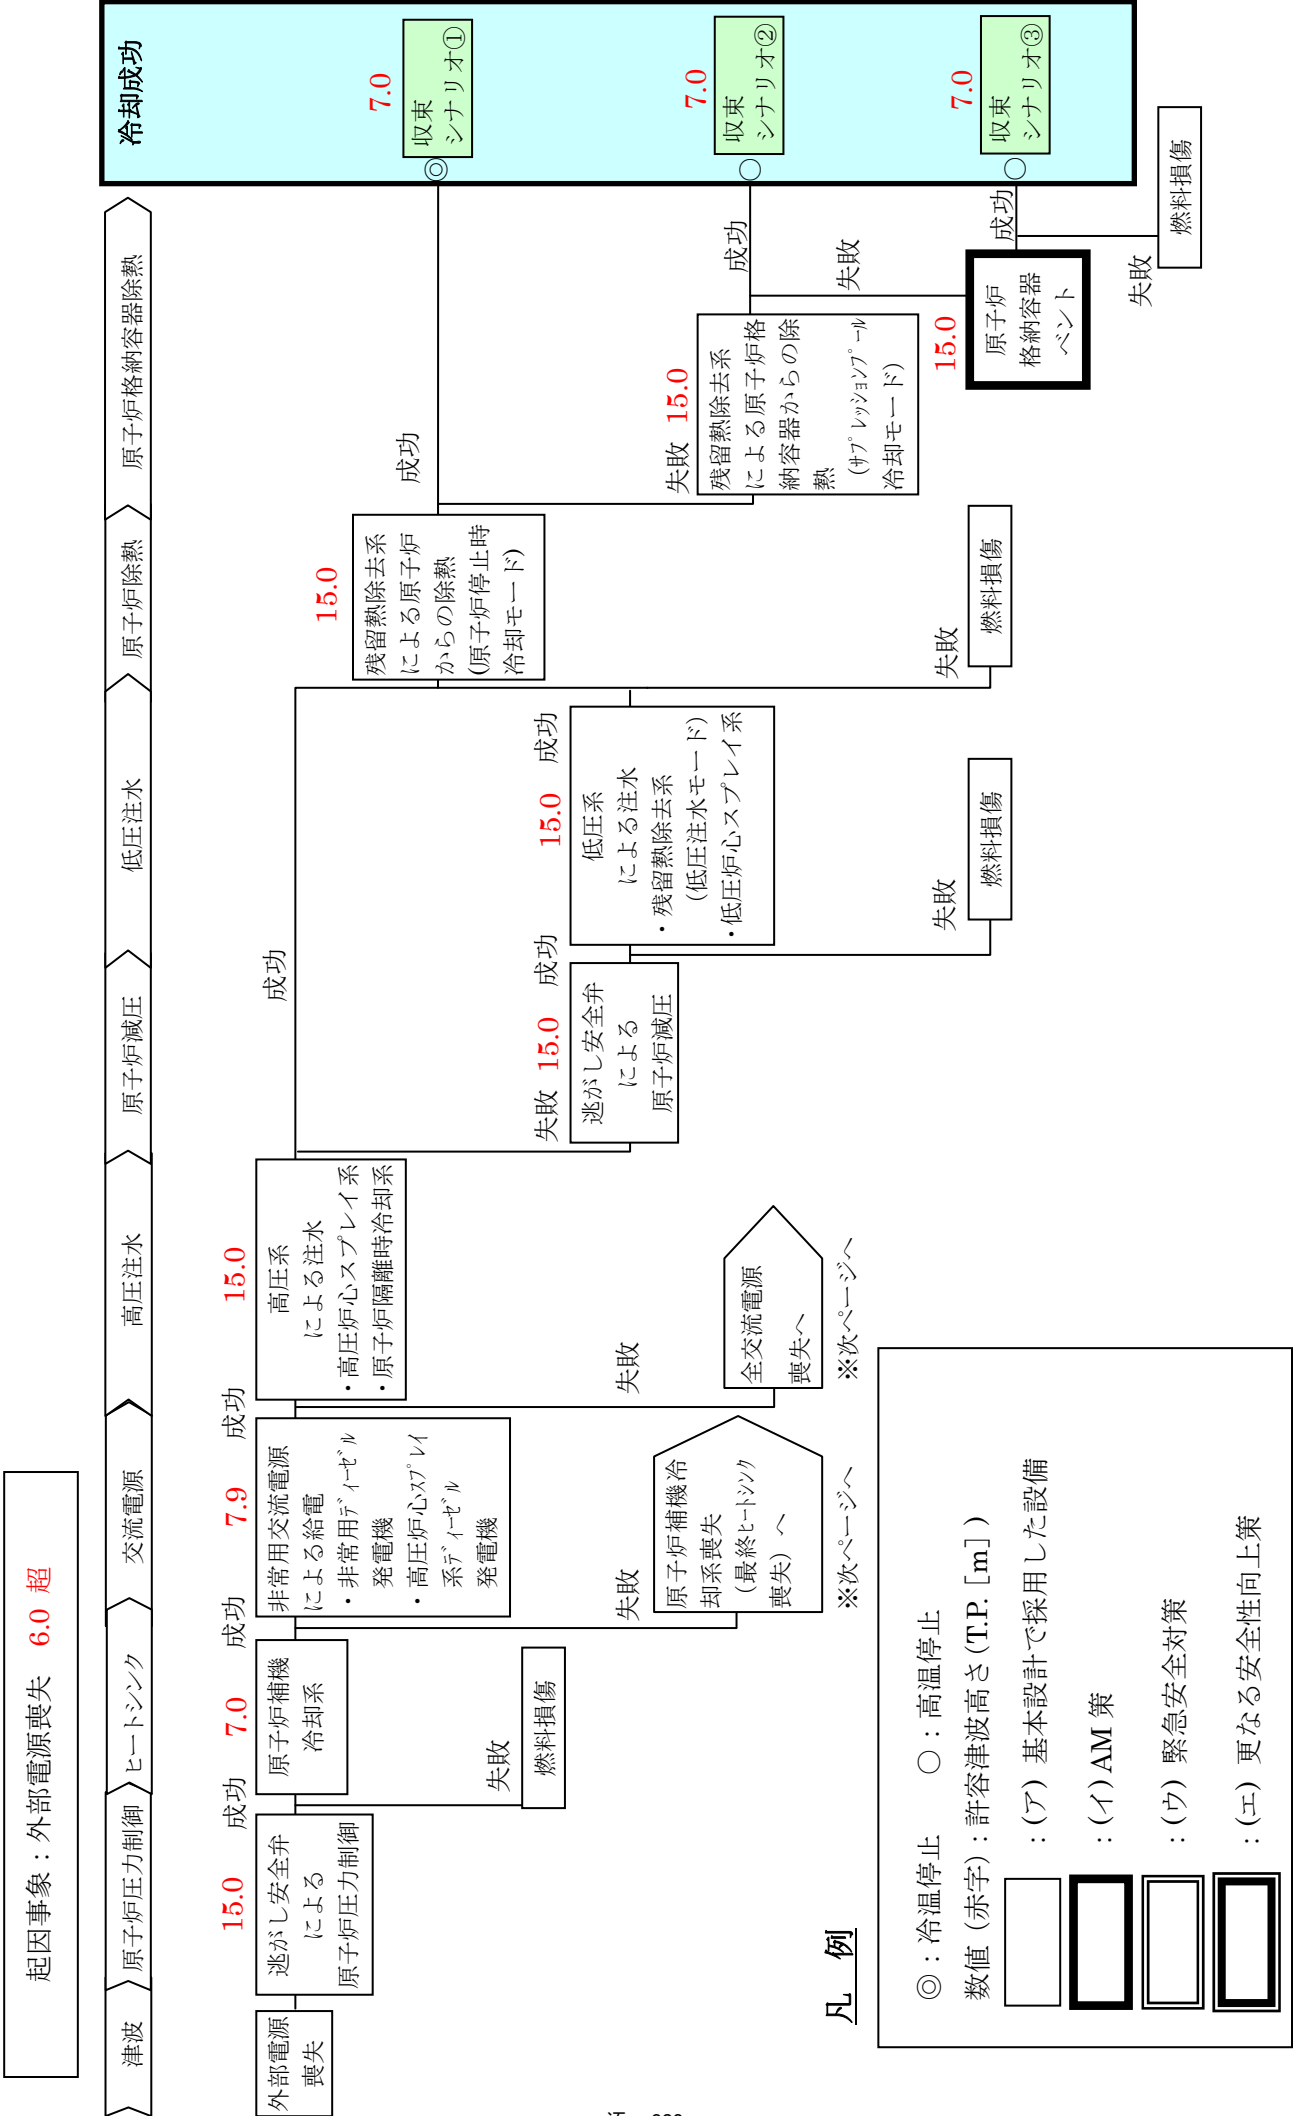 起因事象：外部電源喪失 6.0 超
津波
原子炉圧力制御
ヒートシンク
交流電源
高圧注水
原子炉減圧
低圧注水
原子炉除熱
原子炉格納容器除熱
冷却成功
外部電源
喪失
15.0
逃がし安全弁
による
原子炉圧力制御
成功
失敗
燃料損傷
7.0
原子炉補機
冷却系
成功
失敗
原子炉補機冷
却系喪失
（最終ヒートシンク
喪失）へ
※次ページへ
7.9
非常用交流電源
による給電
・非常用ディーゼル
発電機
・高圧炉心スプレイ
系ディーゼル
発電機
成功
失敗
全交流電源
喪失へ
※次ページへ
15.0
高圧系
による注水
・高圧炉心スプレイ系
・原子炉隔離時冷却系
成功
失敗
15.0
逃がし安全弁
による
原子炉減圧
成功
失敗
燃料損傷
15.0
低圧系
による注水
・残留熱除去系
（低圧注水モード）
・低圧炉心スプレイ系
成功
失敗
燃料損傷
15.0
残留熱除去系
による原子炉
からの除熱
(原子炉停止時
冷却モード)
成功
失敗
15.0
残留熱除去系
による原子炉格
納容器からの除
熱
（サプレッションプール
冷却モード）
成功
失敗
15.0
原子炉
格納容器
ベント
成功
失敗
燃料損傷
◎
7.0
収束
シナリオ①
○
7.0
収束
シナリオ②
○
7.0
収束
シナリオ③
凡 例
◎：冷温停止 ○：高温停止
数値（赤字）：許容津波高さ（T.P.［m］）
：(ア) 基本設計で採用した設備
：(イ) AM 策
：(ウ) 緊急安全対策
：(エ) 更なる安全性向上策